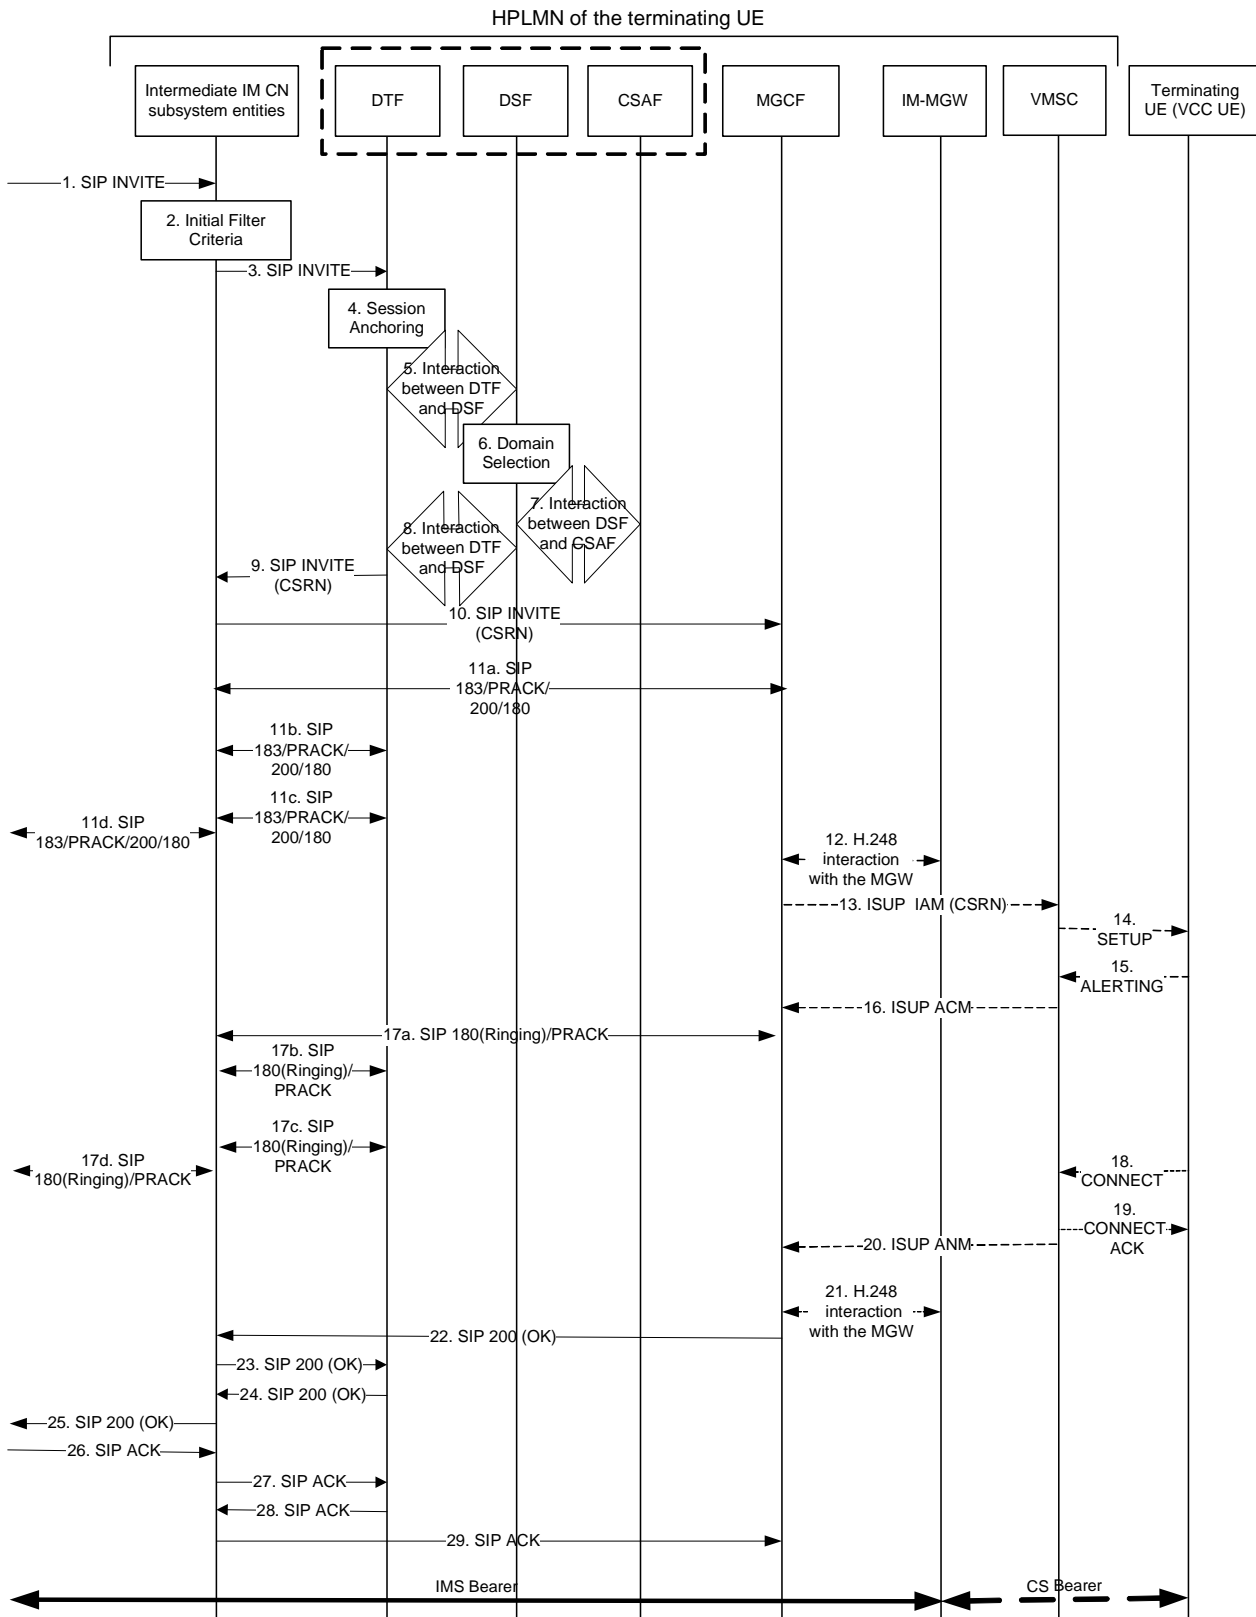 HPLMN of the terminating UE
Intermediate IM CN
subsystem entities
DTF
DSF
CSAF
MGCF
IM-MGW
VMSC
Terminating
UE (VCC UE)
1. SIP INVITE
2. Initial Filter
Criteria
3. SIP INVITE
4. Session
Anchoring
5. Interaction
between DTF
and DSF
6. Domain
Selection
7. Interaction
between DSF
and CSAF
8. Interaction
between DTF
and DSF
9. SIP INVITE
(CSRN)
10. SIP INVITE
(CSRN)
11a. SIP
183/PRACK/
200/180
11b. SIP
183/PRACK/
200/180
11c. SIP
183/PRACK/
200/180
11d. SIP
183/PRACK/200/180
12. H.248
interaction
with the MGW
13. ISUP IAM (CSRN)
14.
SETUP
15.
ALERTING
16. ISUP ACM
17a. SIP 180(Ringing)/PRACK
17b. SIP
180(Ringing)/
PRACK
17c. SIP
180(Ringing)/
PRACK
17d. SIP
180(Ringing)/PRACK
18.
CONNECT
19.
CONNECT
ACK
20. ISUP ANM
21. H.248
interaction
with the MGW
22. SIP 200 (OK)
23. SIP 200 (OK)
24. SIP 200 (OK)
25. SIP 200 (OK)
26. SIP ACK
27. SIP ACK
28. SIP ACK
29. SIP ACK
IMS Bearer
CS Bearer